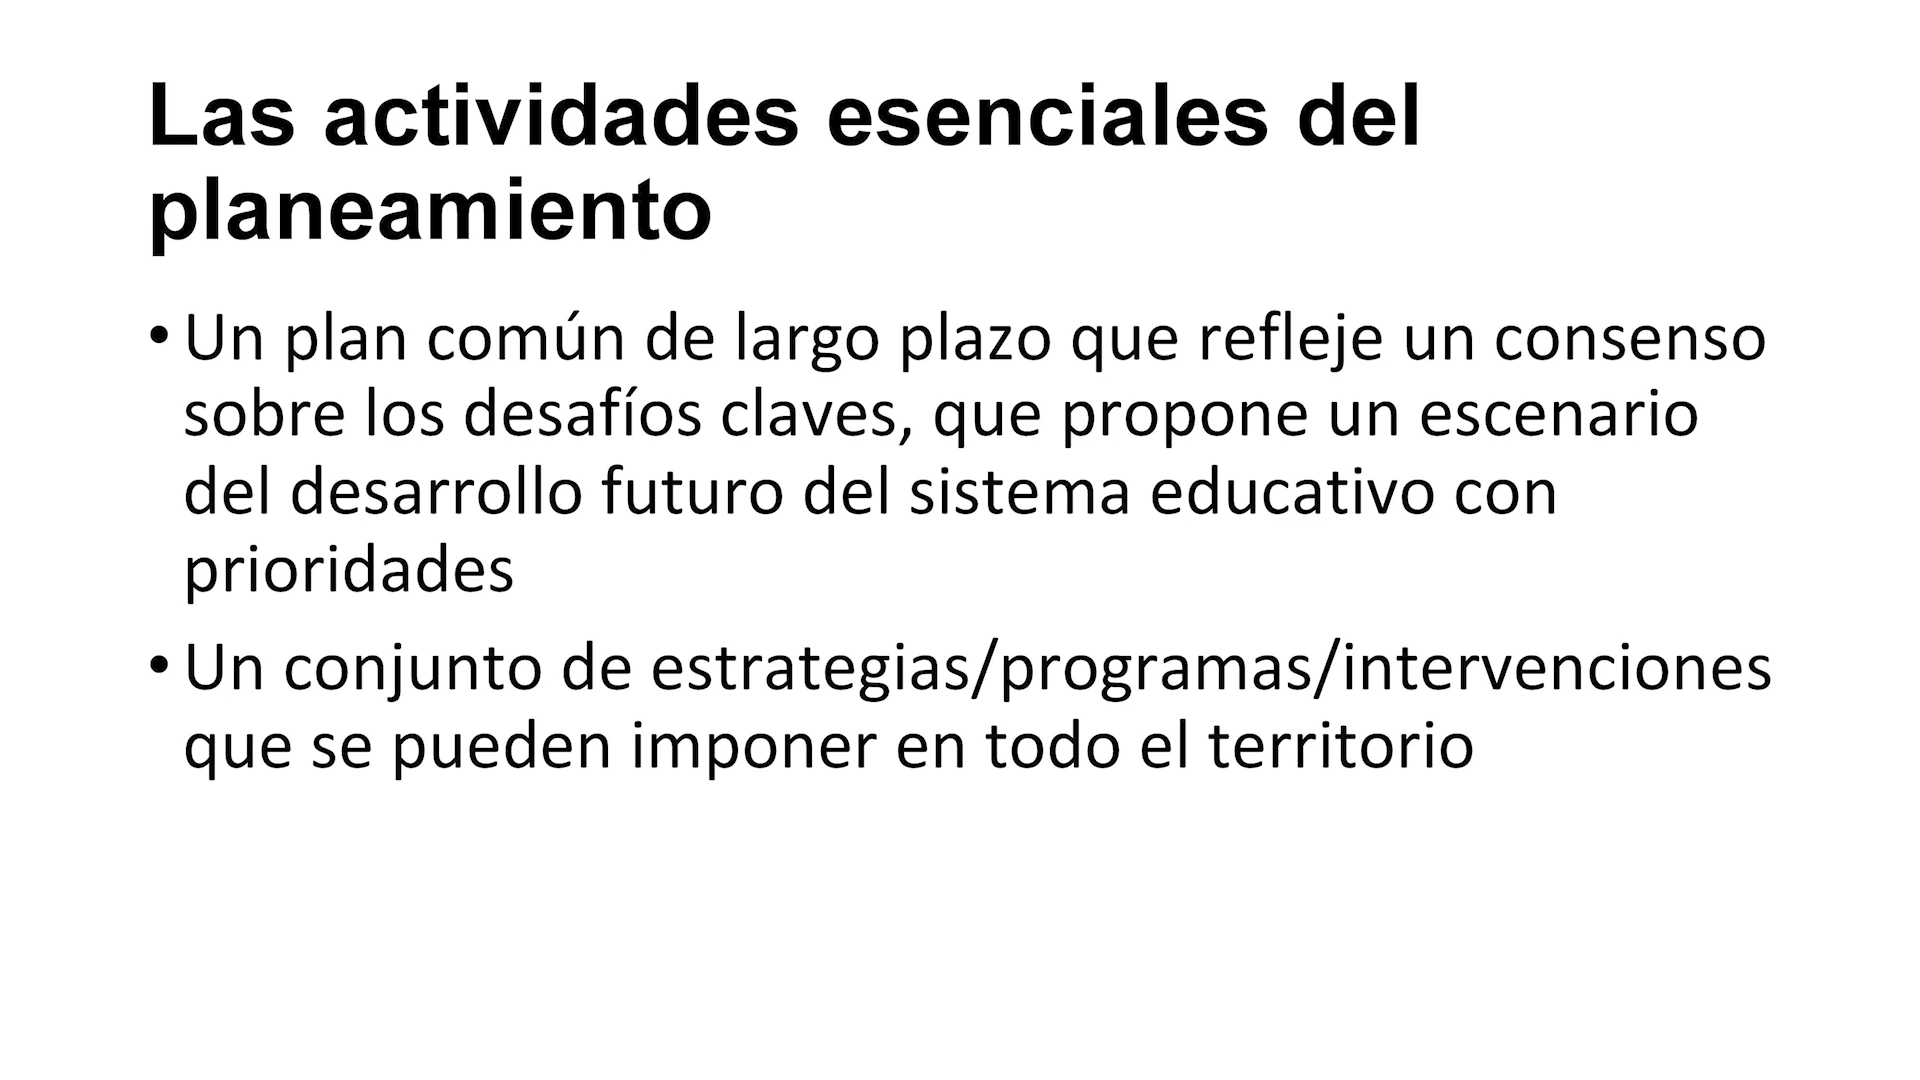 Las actividades esenciales del
planeamiento
• Un plan común de largo plazo que refleje un consenso
sobre los desafíos claves, que propone un escenario
del desarrollo futuro del sistema educativo con
prioridades
• Un conjunto de estrategias/programas/intervenciones
que se pueden imponer en todo el territorio